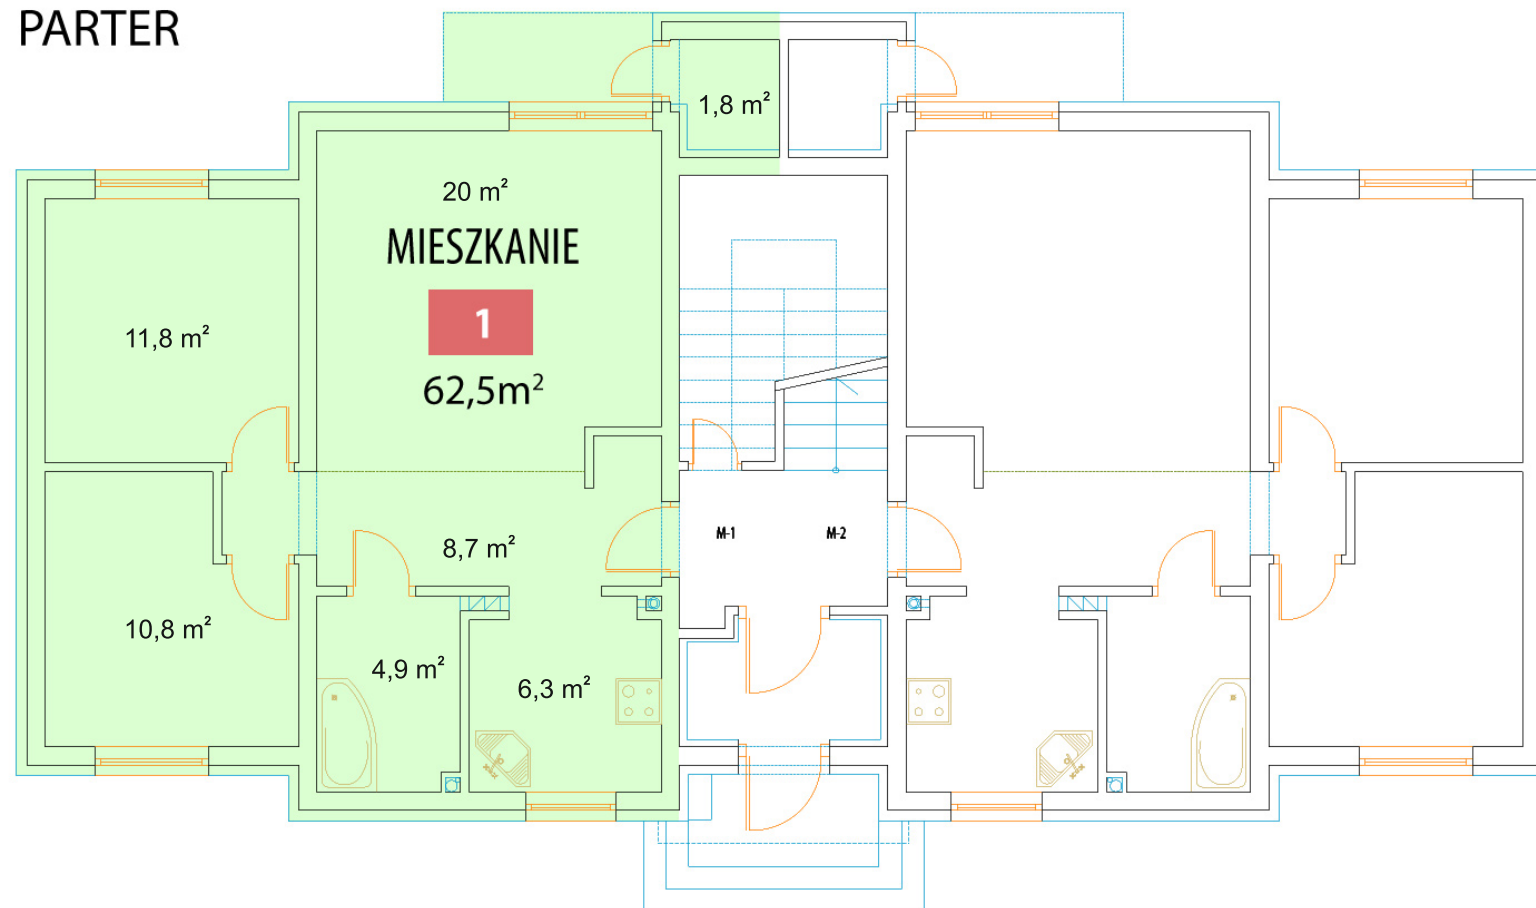 PARTER
1,8 m²
20 m²
MIESZKANIE
1
62,5m²
11,8 m²
8,7 m²
M-1
M-2
10,8 m²
4,9 m²
6,3 m²